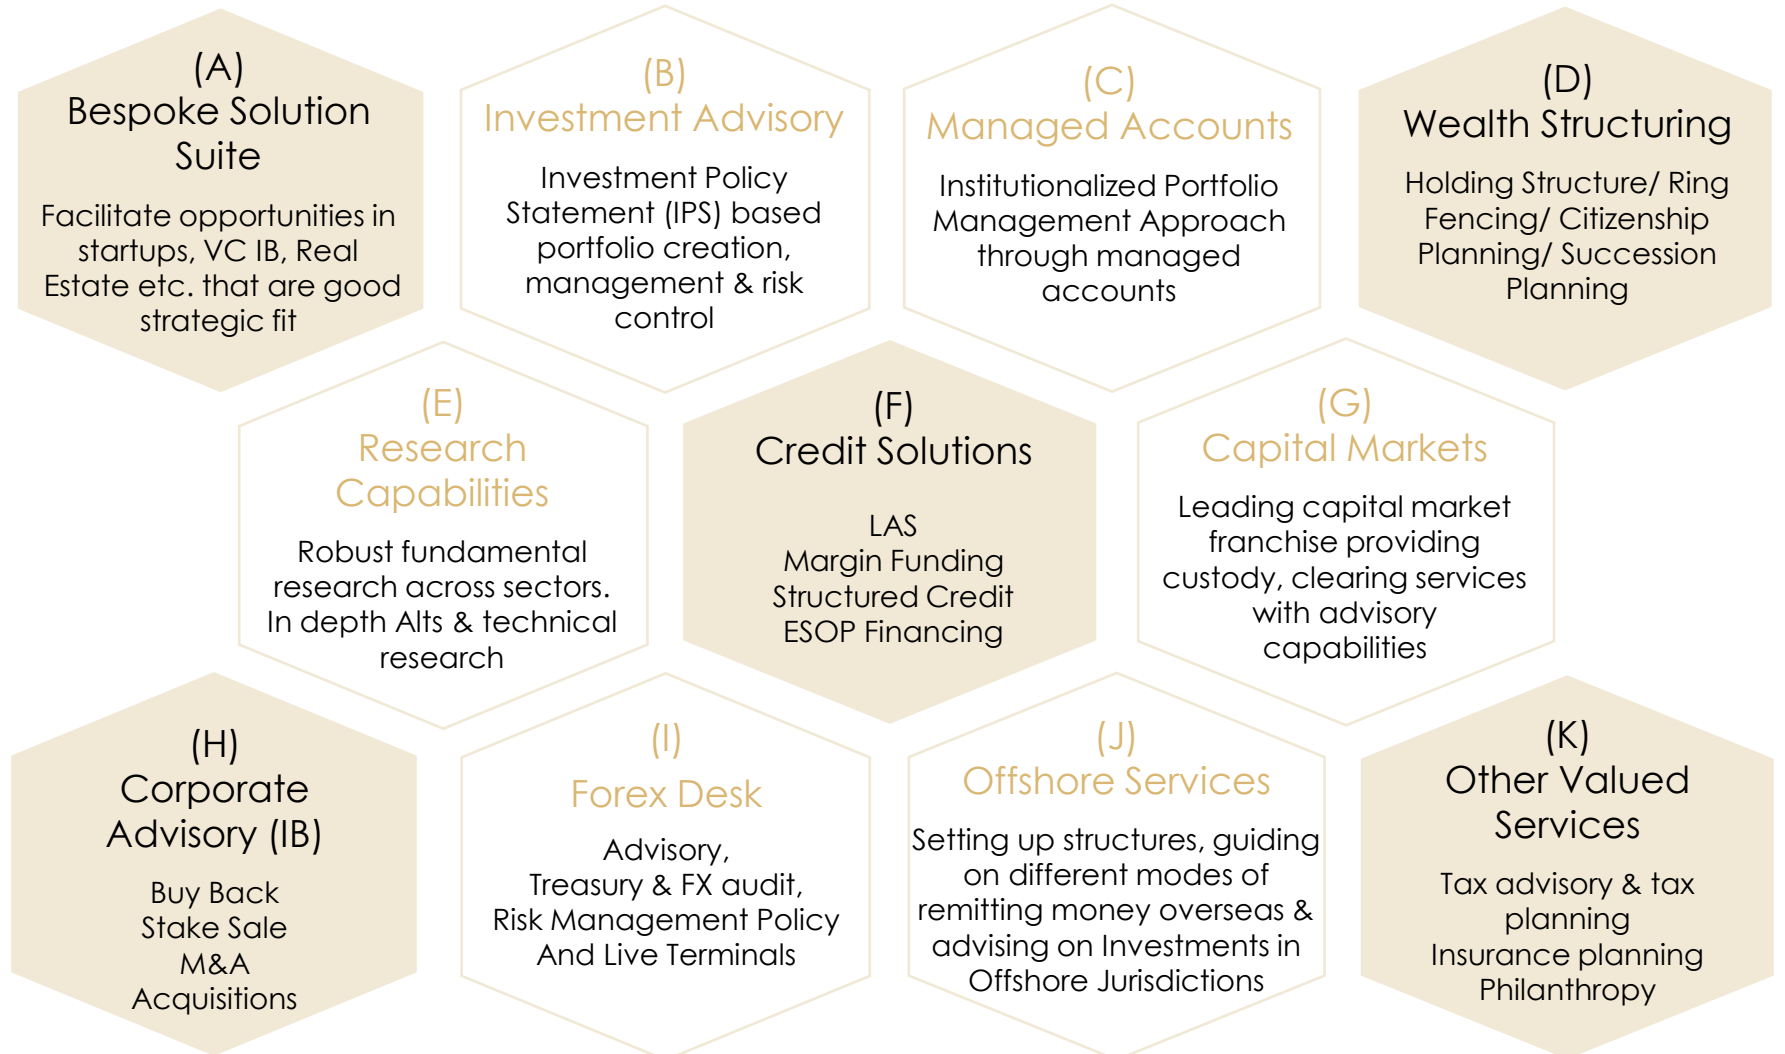 (A)
Bespoke Solution
Suite
Facilitate opportunities in
startups, VC IB, Real
Estate etc. that are good
strategic fit
(B)
Investment Advisory
Investment Policy
Statement (IPS) based
portfolio creation,
management & risk
control
(C)
Managed Accounts
Institutionalized Portfolio
Management Approach
through managed
accounts
(D)
Wealth Structuring
Holding Structure/ Ring
Fencing/ Citizenship
Planning/ Succession
Planning
(E)
Research
Capabilities
Robust fundamental
research across sectors.
In depth Alts & technical
research
(F)
Credit Solutions
LAS
Margin Funding
Structured Credit
ESOP Financing
(G)
Capital Markets
Leading capital market
franchise providing
custody, clearing services
with advisory
capabilities
(H)
Corporate
Advisory (IB)
Buy Back
Stake Sale
M&A
Acquisitions
(I)
Forex Desk
Advisory,
Treasury & FX audit,
Risk Management Policy
And Live Terminals
(J)
Offshore Services
Setting up structures, guiding
on different modes of
remitting money overseas &
advising on Investments in
Offshore Jurisdictions
(K)
Other Valued
Services
Tax advisory & tax
planning
Insurance planning
Philanthropy